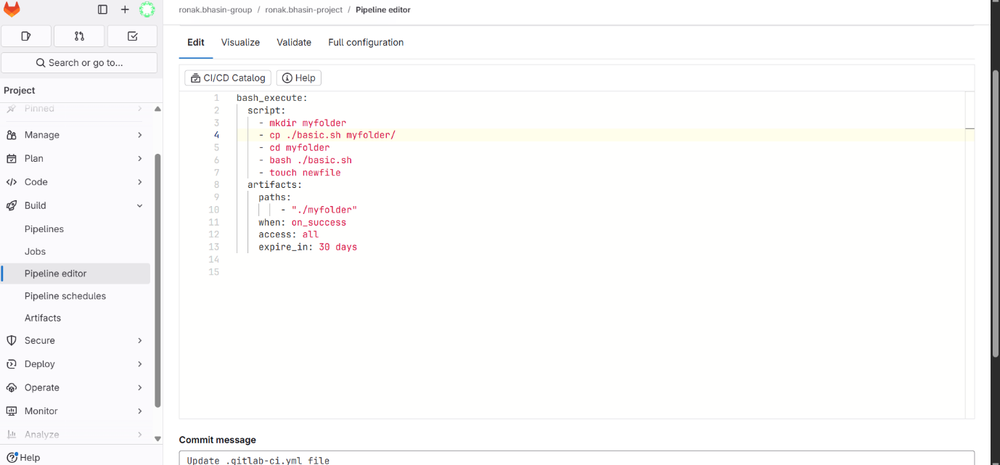 ronak.bhasin-group / ronak.bhasin-project / Pipeline editor
Search or go to...
Project
Pinned
Manage
Plan
Code
Build
Pipelines
Jobs
Pipeline editor
Pipeline schedules
Artifacts
Secure
Deploy
Operate
Monitor
Analyze
Help
Edit Visualize Validate Full configuration
CI/CD Catalog Help
1 bash_execute:
2 script:
3 - mkdir myfolder
4 - cp ./basic.sh myfolder/
5 - cd myfolder
6 - bash ./basic.sh
7 - touch newfile
8 artifacts:
9 paths:
10 - "./myfolder"
11 when: on_success
12 access: all
13 expire_in: 30 days
14
15
Commit message
Update .gitlab-ci.yml file